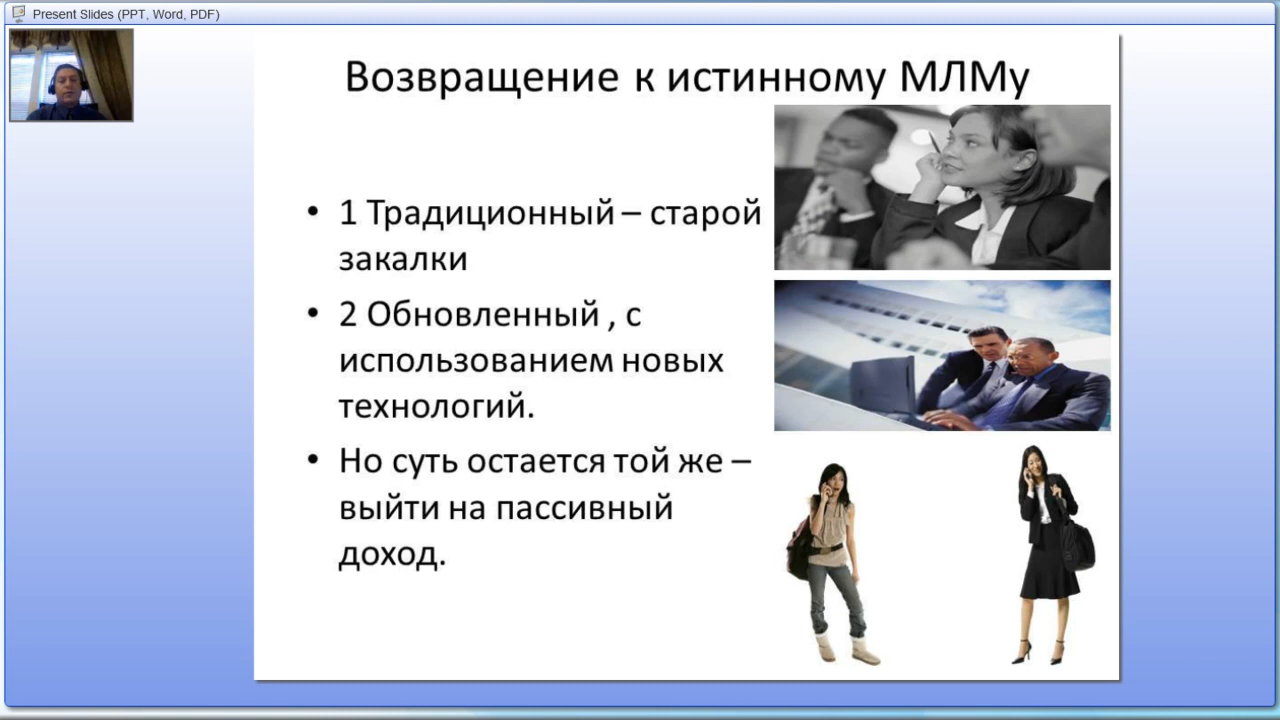 Present Slides (PPT, Word, PDF)
Возвращение к истинному МЛМу
• 1 Традиционный – старой
закалки
• 2 Обновленный , с
использованием новых
технологий.
• Но суть остается той же –
выйти на пассивный
доход.